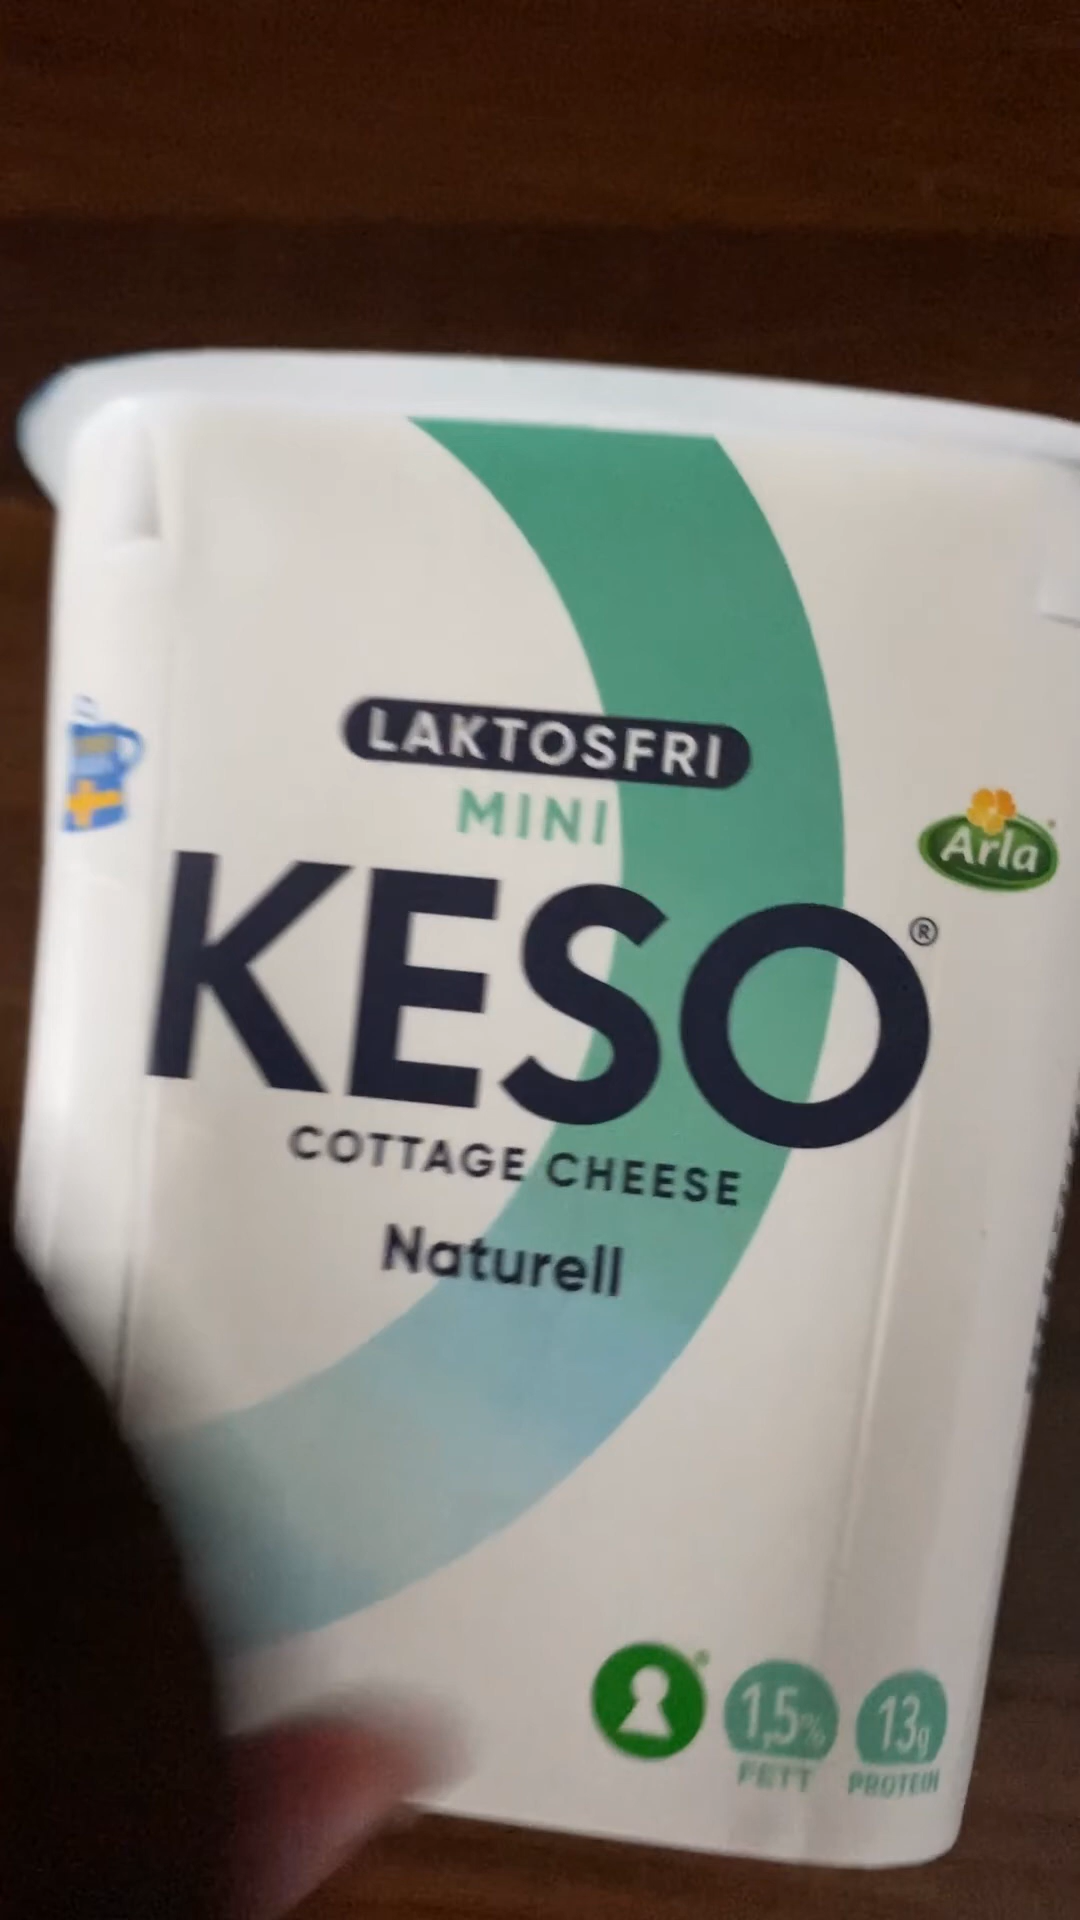 LAKTOSFRI
MINI
Arla
KESO®
COTTAGE CHEESE
Naturell
1,5%
FETT
13g
PROTEIN